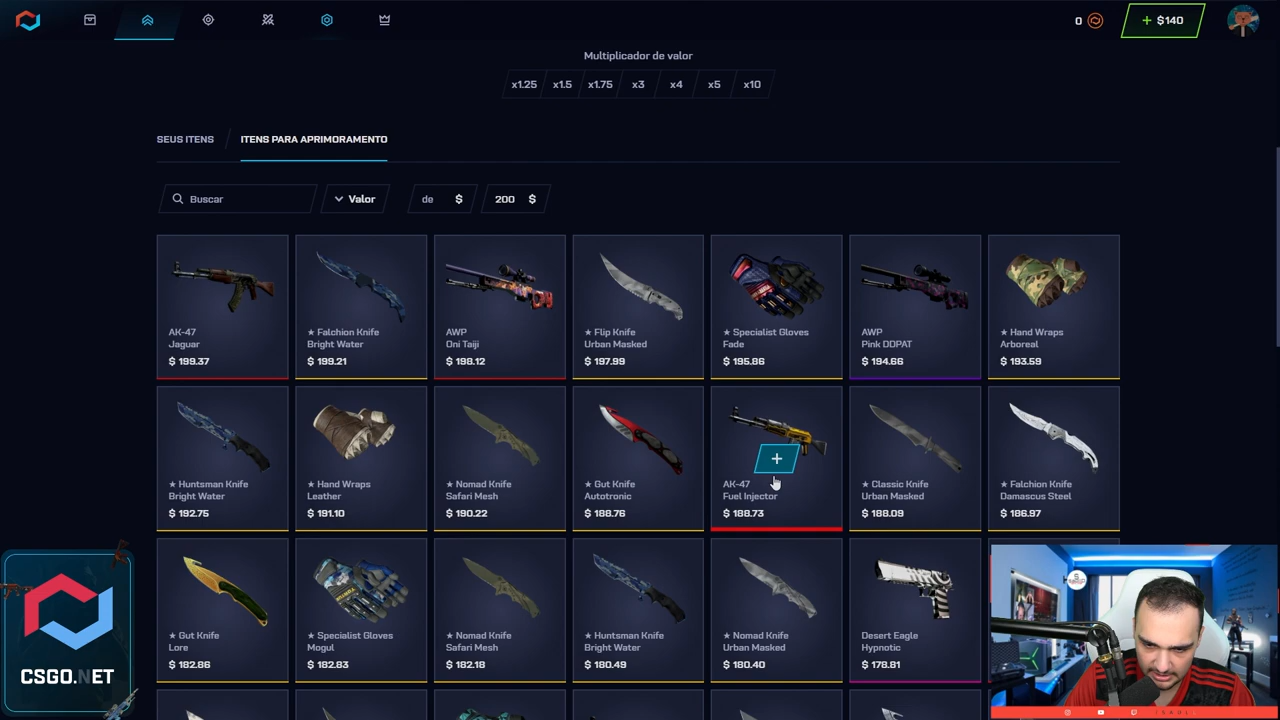 0
+ $140
Multiplicador de valor
x1.25 x1.5 x1.75 x3 x4 x5 x10
SEUS ITENS ITENS PARA APRIMORAMENTO
Buscar Valor de $ 200 $
AK-47
Jaguar
$ 199.37
★ Falchion Knife
Bright Water
$ 199.21
AWP
Oni Taiji
$ 198.12
★ Flip Knife
Urban Masked
$ 197.99
★ Specialist Gloves
Fade
$ 195.86
AWP
Pink DDPAT
$ 194.66
★ Hand Wraps
Arboreal
$ 193.59
★ Huntsman Knife
Bright Water
$ 192.75
★ Hand Wraps
Leather
$ 191.10
★ Nomad Knife
Safari Mesh
$ 190.22
★ Gut Knife
Autotronic
$ 188.76
AK-47
Fuel Injector
$ 188.73
★ Classic Knife
Urban Masked
$ 188.09
★ Falchion Knife
Damascus Steel
$ 186.97
★ Gut Knife
Lore
$ 182.86
★ Specialist Gloves
Mogul
$ 182.83
★ Nomad Knife
Safari Mesh
$ 182.18
★ Huntsman Knife
Bright Water
$ 180.49
★ Nomad Knife
Urban Masked
$ 180.40
Desert Eagle
Hypnotic
$ 178.81
CSGO.NET